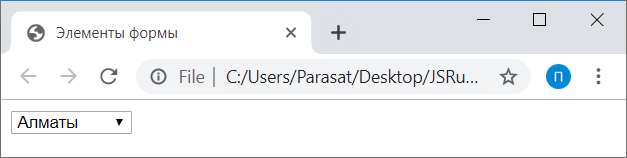 Элементы формы
File | C:/Users/Parasat/Desktop/JSRu...
П
Алматы